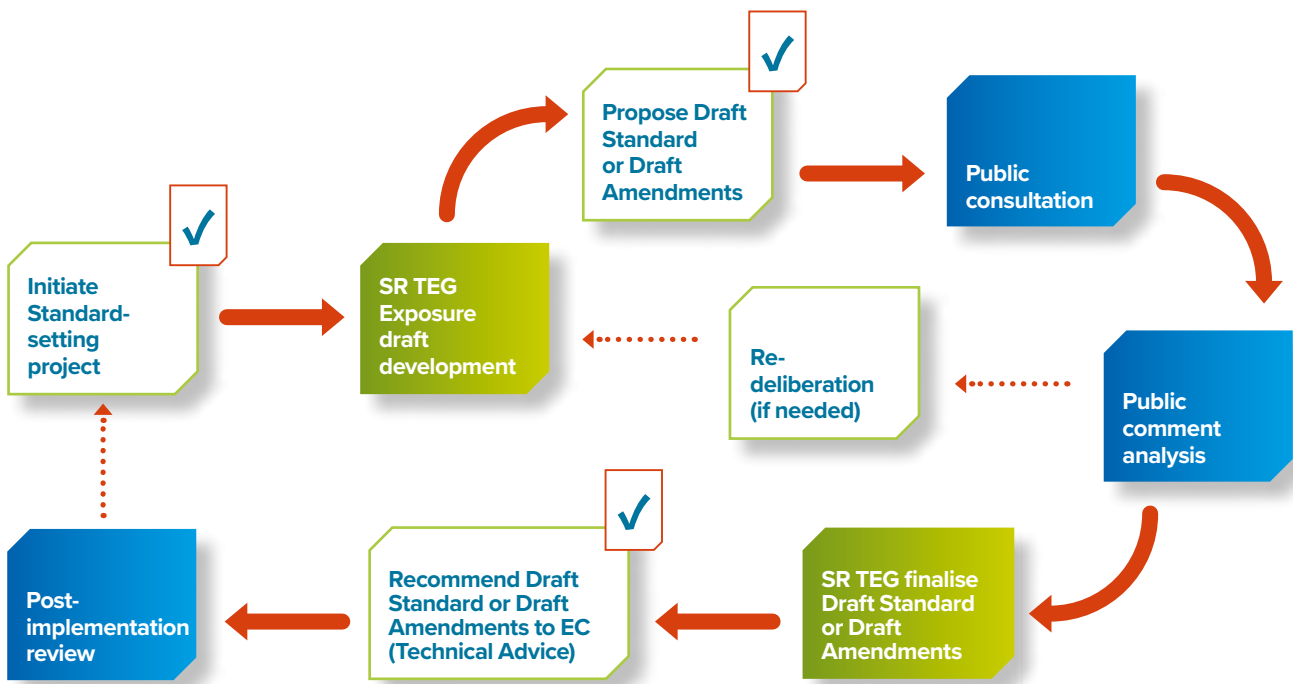 Initiate
Standard-
setting
project
SR TEG
Exposure
draft
development
Propose Draft
Standard
or Draft
Amendments
Public
consultation
Public
comment
analysis
Re-
deliberation
(if needed)
SR TEG finalise
Draft Standard
or Draft
Amendments
Recommend Draft
Standard or Draft
Amendments to EC
(Technical Advice)
Post-
implementation
review